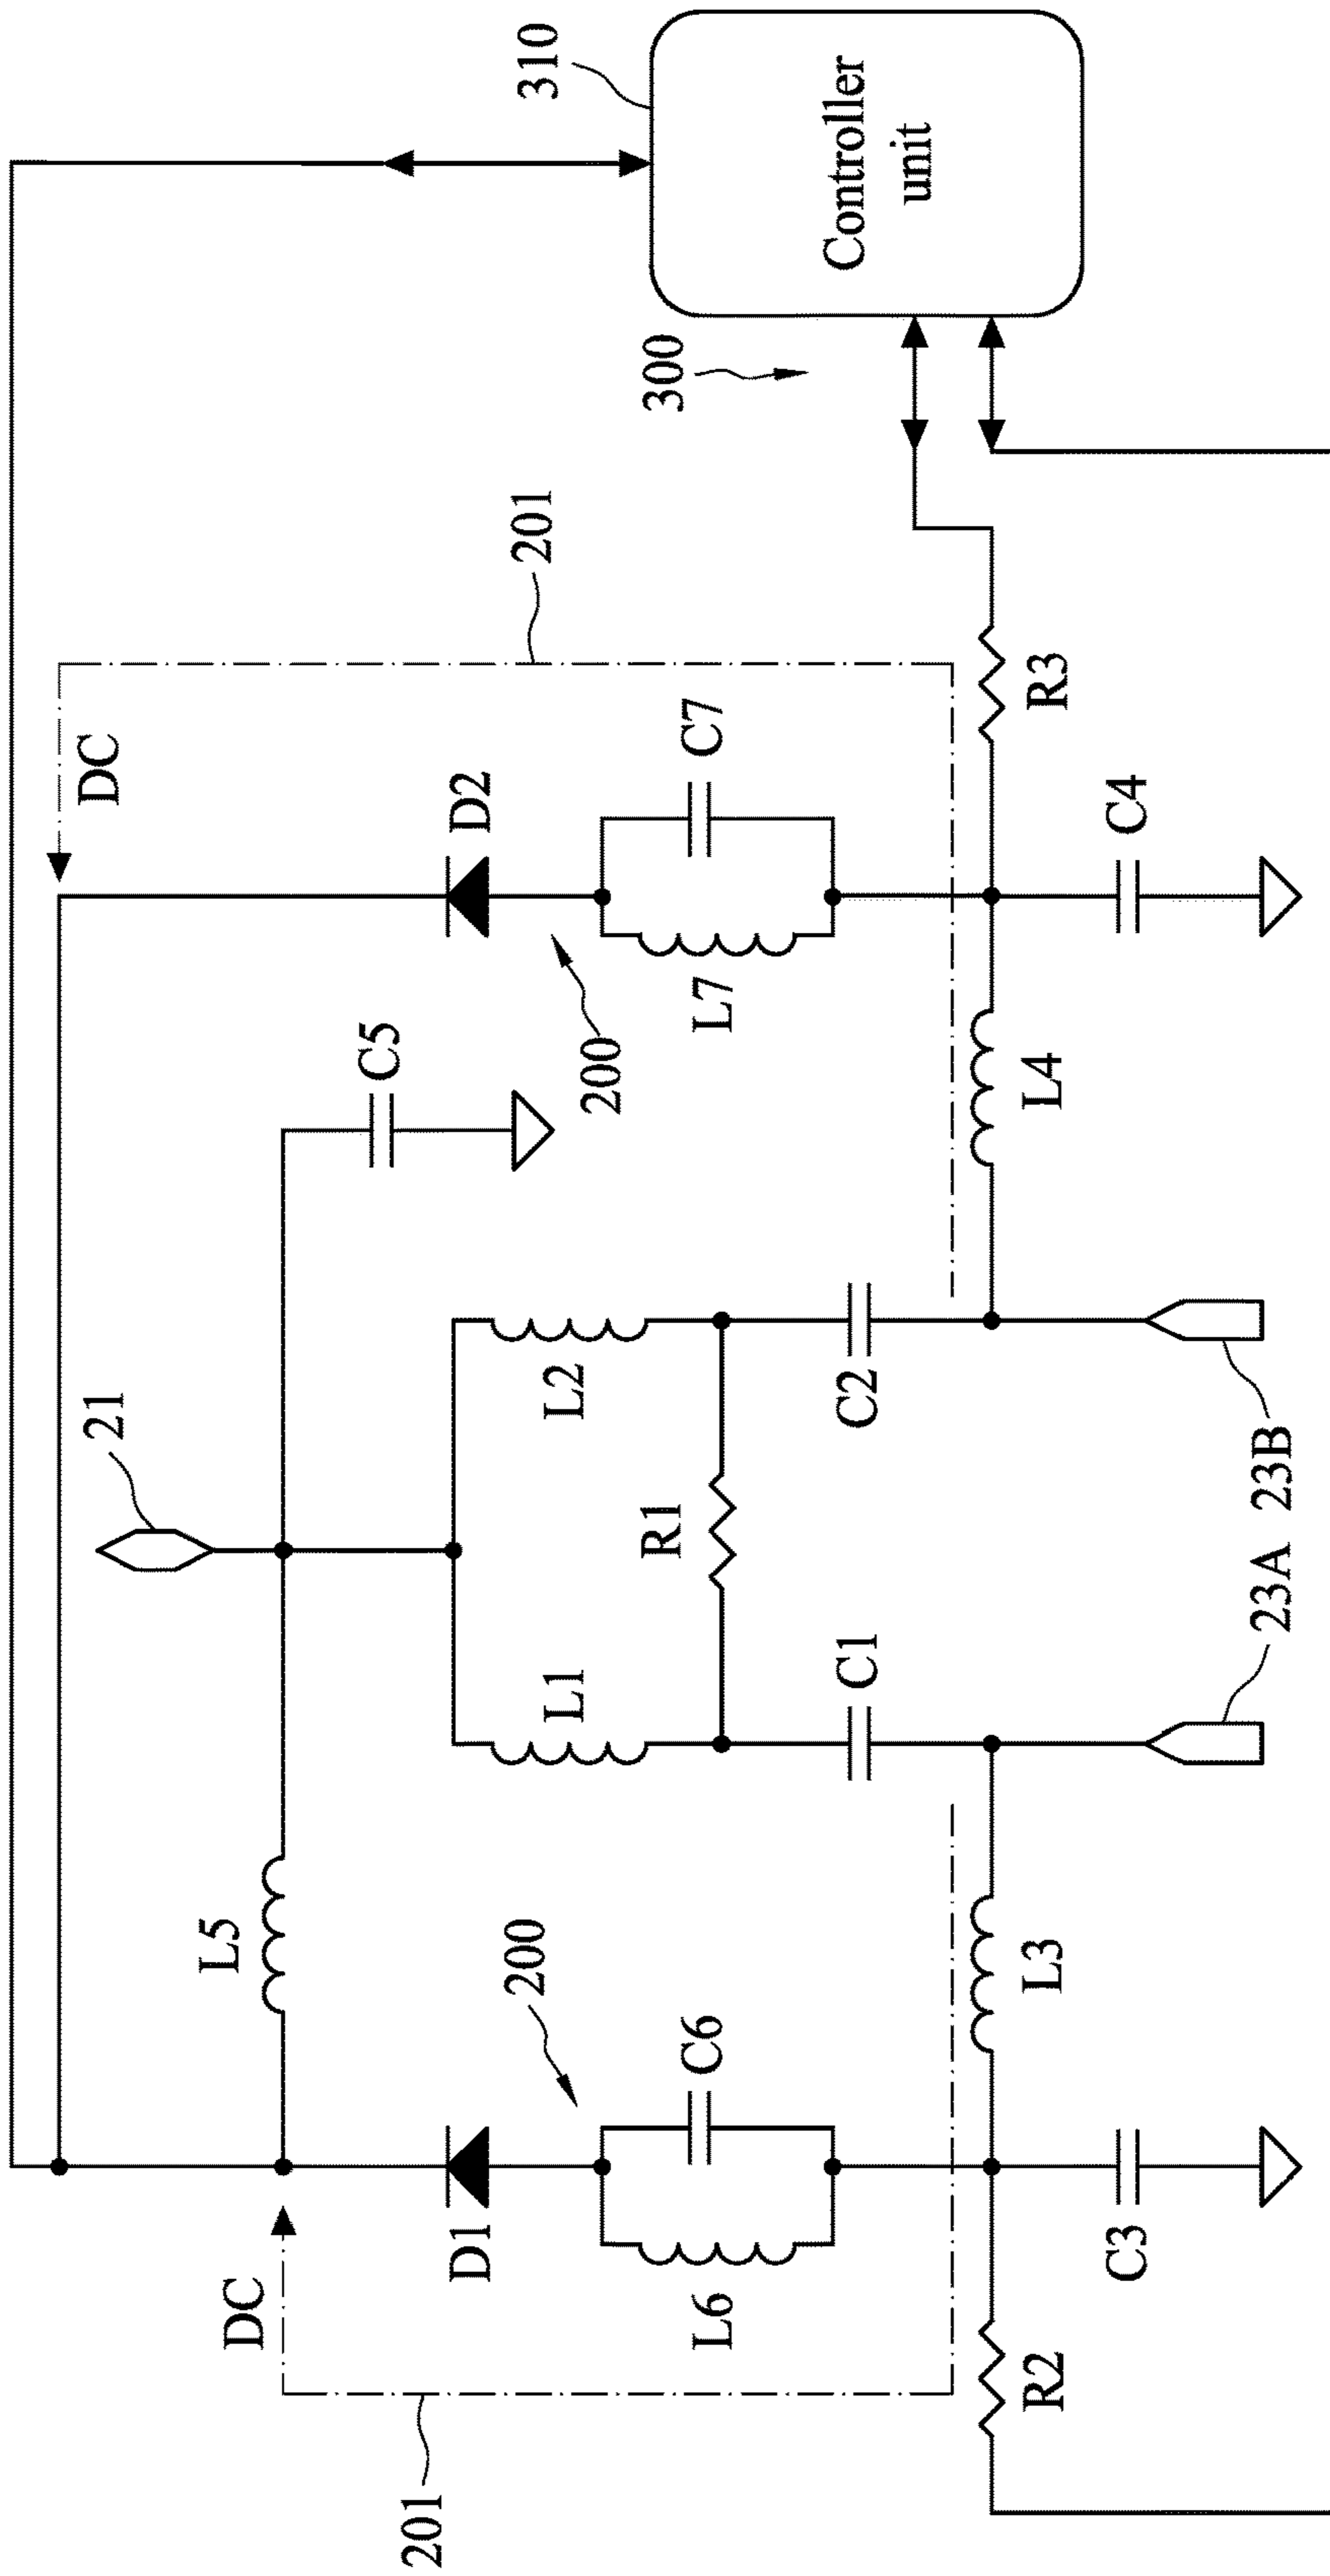 310
Controller
unit
300
201
DC
D2
C7
R3
C4
L7
200
C5
L4
21
L2
C2
R1
23B
23A
L1
C1
L5
200
L3
C6
D1
C3
DC
L6
R2
201